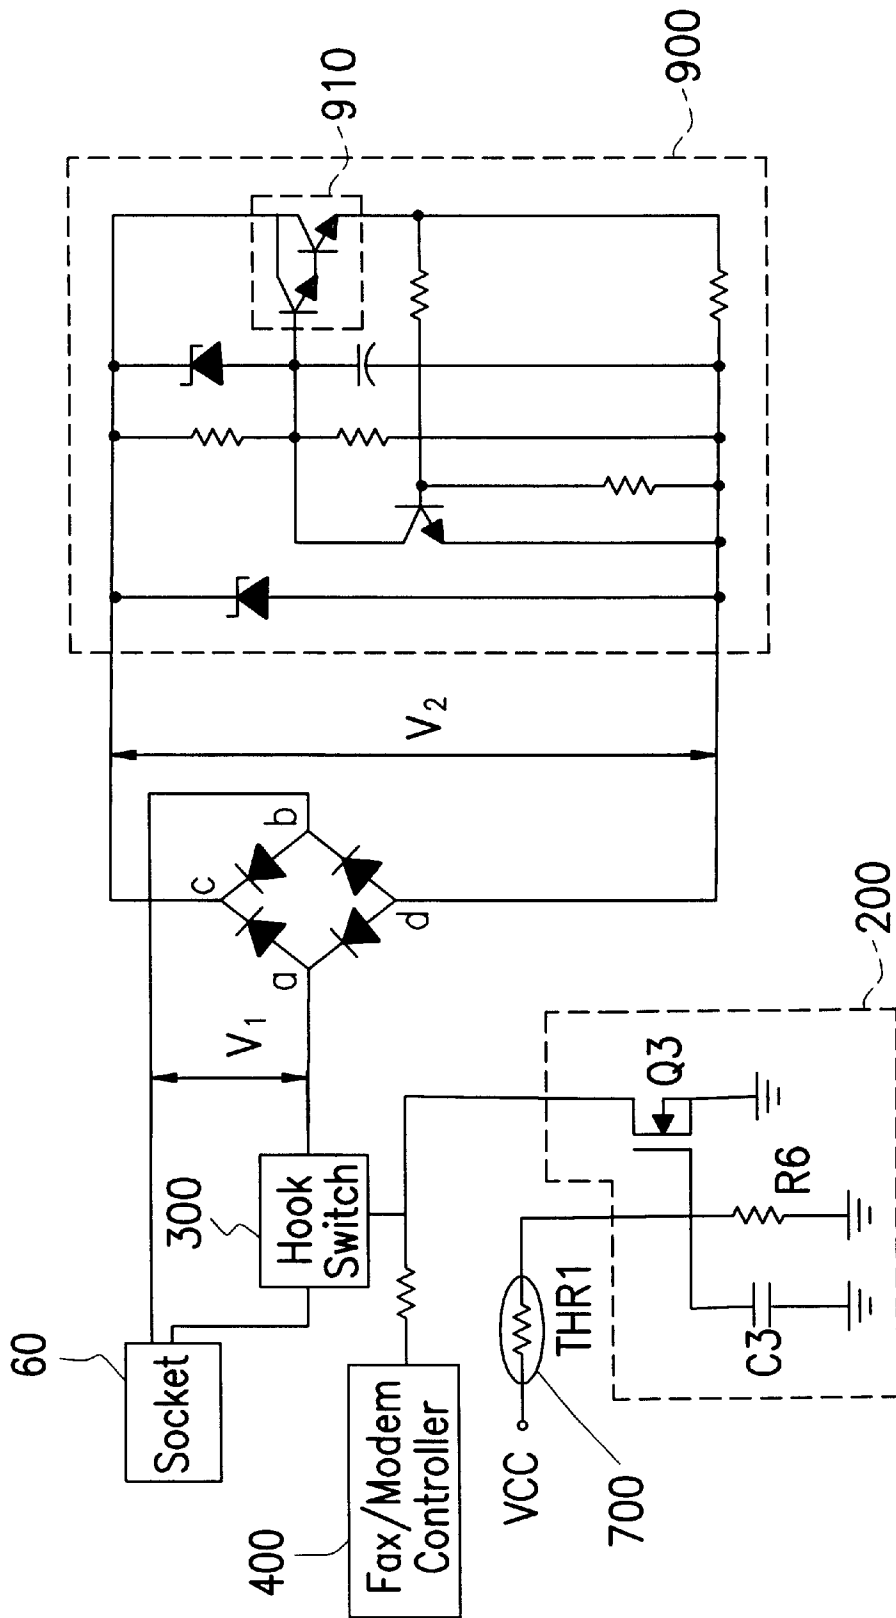 60
Socket
300
Hook
Switch
400
Fax/Modem
Controller
V1
a
b
c
d
V2
910
900
VCC
700
THR1
C3
R6
Q3
200